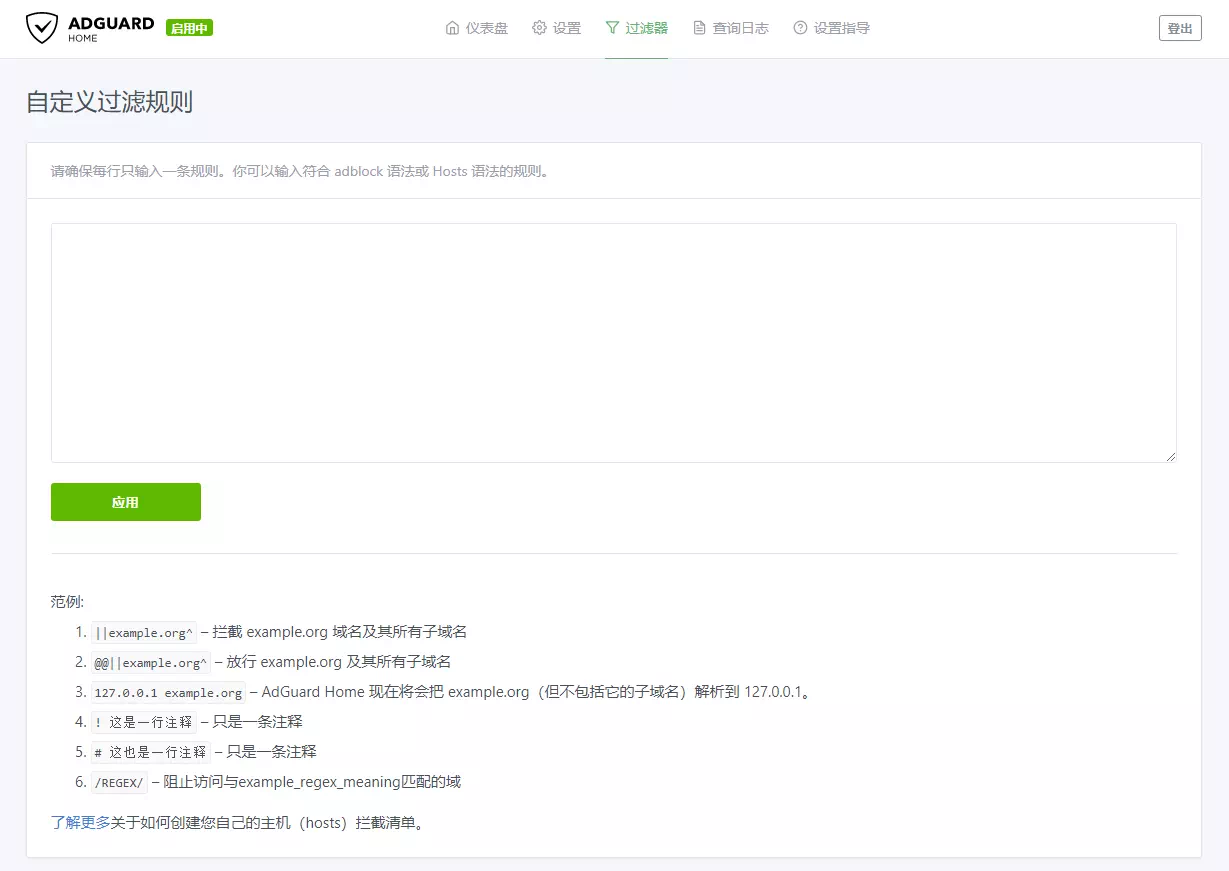 ADGUARD
HOME
启用中
仪表盘
设置
过滤器
查询日志
设置指导
登出
自定义过滤规则
请确保每行只输入一条规则。你可以输入符合 adblock 语法或 Hosts 语法的规则。
应用
范例:
1. ||example.org^ – 拦截 example.org 域名及其所有子域名
2. @@||example.org^ – 放行 example.org 及其所有子域名
3. 127.0.0.1 example.org – AdGuard Home 现在将会把 example.org（但不包括它的子域名）解析到 127.0.0.1。
4. ! 这是一行注释 – 只是一条注释
5. # 这也是一行注释 – 只是一条注释
6. /REGEX/ – 阻止访问与example_regex_meaning匹配的域
了解更多关于如何创建您自己的主机（hosts）拦截清单。